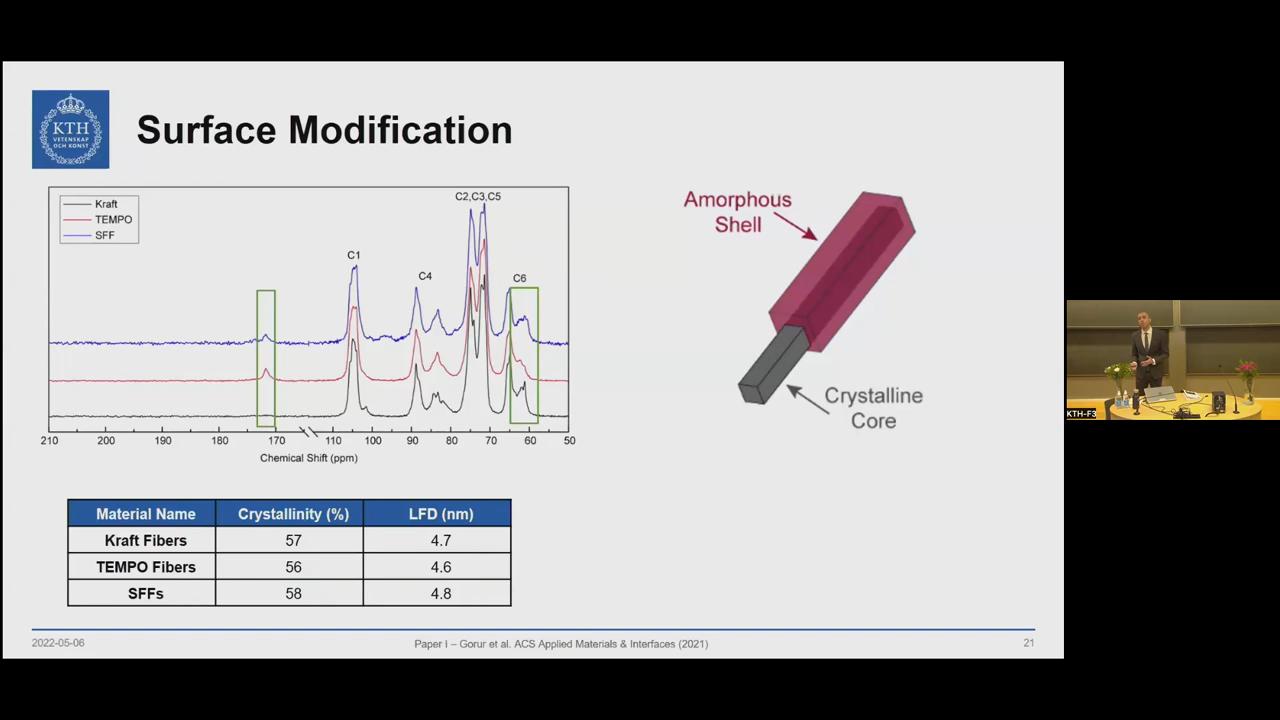 KTH
VETENSKAP
OCH KONST
Surface Modification
Kraft
TEMPO
SFF
C1
C4
C2,C3,C5
C6
210 200 190 180 170 110 100 90 80 70 60 50
Chemical Shift (ppm)
Amorphous
Shell
Crystalline
Core
Material Name Crystallinity (%) LFD (nm)
Kraft Fibers 57 4.7
TEMPO Fibers 56 4.6
SFFs 58 4.8
2022-05-06 Paper I – Gorur et al. ACS Applied Materials & Interfaces (2021) 21
KTH-F3